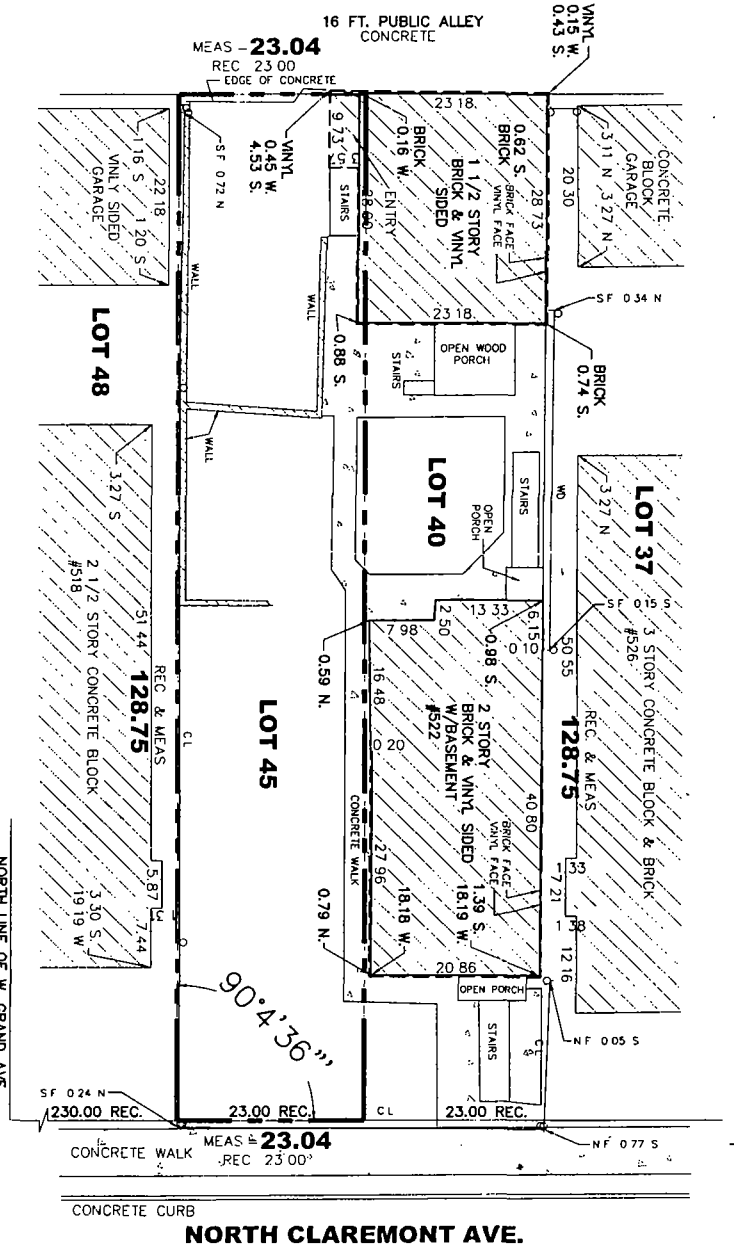 16 FT. PUBLIC ALLEY
CONCRETE
VINYL
0.15 W.
0.43 S.
MEAS – 23.04
REC 23 00
EDGE OF CONCRETE
23 18
VINYL
0.45 W.
4.53 S.
9 73
BRICK
0.16 W.
STAIRS
28 00
ENTRY
0.62 S.
BRICK
1 1/2 STORY
BRICK & VINYL
SIDED
BRICK FACE
VINYL FACE
28 73
20 30
3 11 N
3 27 N
CONCRETE
BLOCK
GARAGE
1 16 S
22 18
1 20 S
VINLY SIDED
GARAGE
SF 0 72 N
WALL
WALL
WALL
SF 0 34 N
23 18
0.88 S.
STAIRS
OPEN WOOD
PORCH
BRICK
0.74 S.
LOT 48
LOT 40
LOT 37
STAIRS
OPEN
PORCH
WD
3 27 N
3 STORY CONCRETE BLOCK & BRICK
#526
3.27 S
2 1/2 STORY CONCRETE BLOCK
#518
51 44
REC & MEAS
128.75
CL
SF 0 15 S
50 55
REC. & MEAS
128.75
13 33
2 50
7 98
0.98 S.
6.15
0 10
0.59 N.
16 48
0 20
27 96
2 STORY
BRICK & VINYL SIDED
W/BASEMENT
#522
40 80
BRICK FACE
VINYL FACE
LOT 45
CONCRETE WALK
1 33
7 21
1 38
12 16
5.87
7.44
3.30 S
19 19 W
0.79 N.
18.18 W.
1.39 S.
18.19 W.
20 86
OPEN PORCH
STAIRS
CL
NF 0 05 S
90°4'36"'
NORTH LINE OF W GRAND AVE
SF 0 24 N
230.00 REC.
23.00 REC.
CL
23.00 REC.
MEAS = 23.04
REC 23 00'
NF 0 77 S
CONCRETE WALK
CONCRETE CURB
NORTH CLAREMONT AVE.